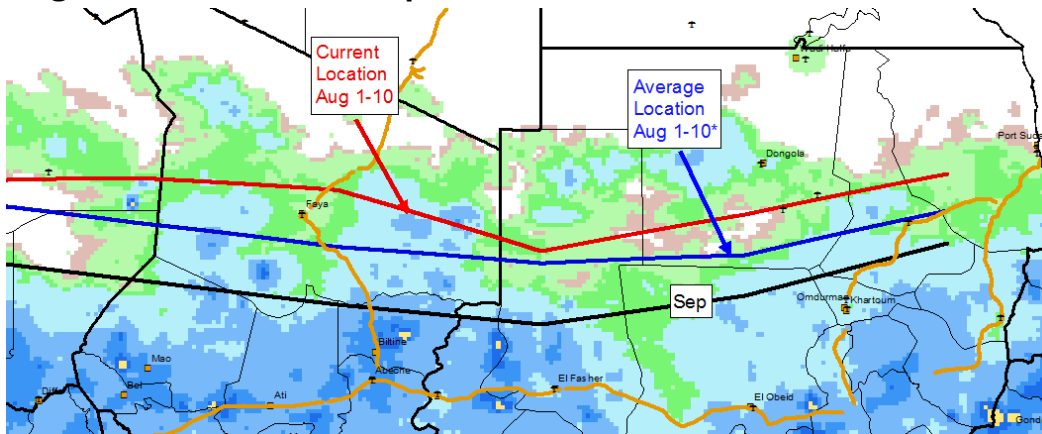 Current
Location
Aug 1-10
Average
Location
Aug 1-10*
Dongola
Faya
Sep
Khartoum
Biltine
Mao
Abeche
El Fasher
Bol
Ati
El Obeid
Gond